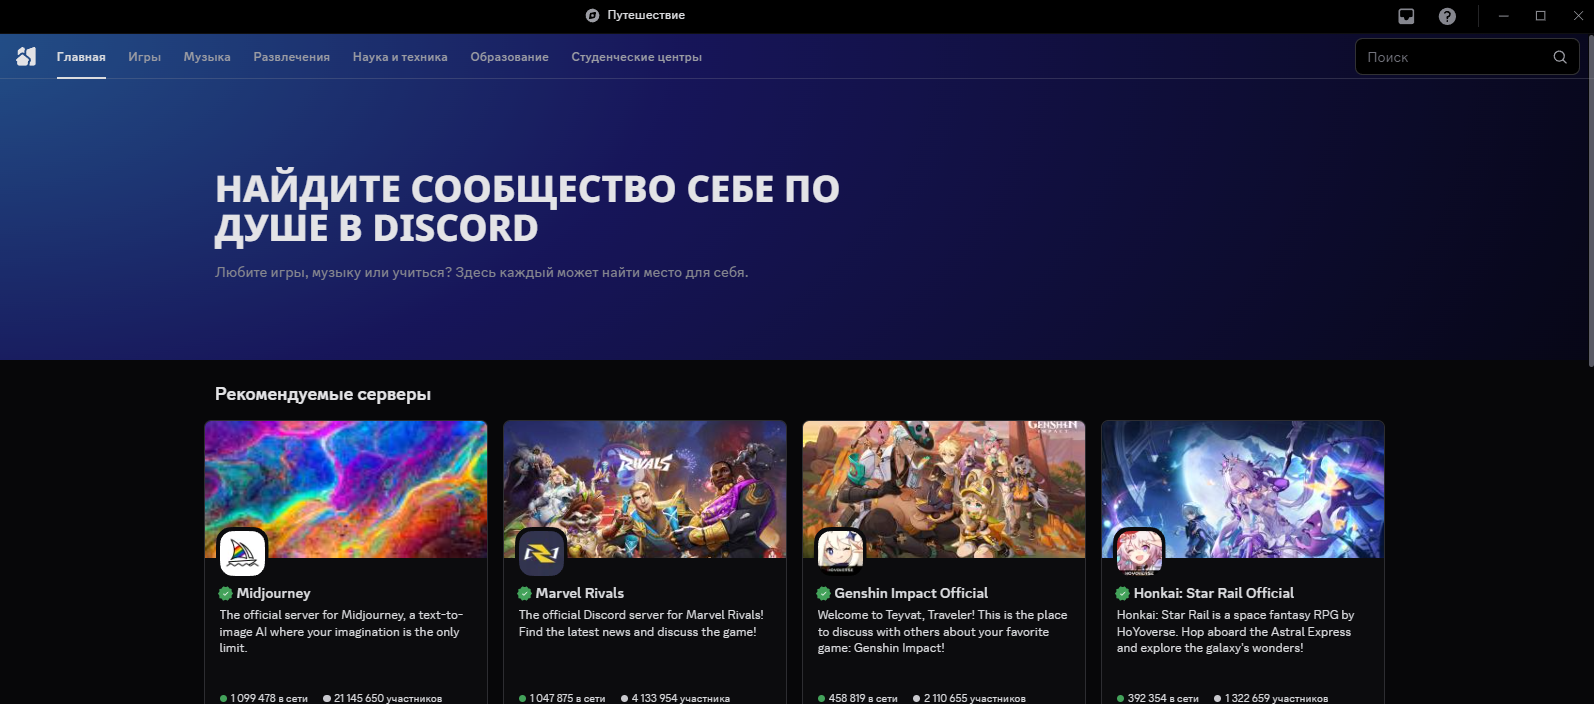 Путешествие
Главная Игры Музыка Развлечения Наука и техника Образование Студенческие центры Поиск
НАЙДИТЕ СООБЩЕСТВО СЕБЕ ПО
ДУШЕ В DISCORD
Любите игры, музыку или учиться? Здесь каждый может найти место для себя.
Рекомендуемые серверы
MARVEL
RIVALS
GENSHIN
IMPACT
HOYOVERSE
HOYOVERSE
Midjourney
The official server for Midjourney, a text-to-
image AI where your imagination is the only
limit.
1 099 478 в сети 21 145 650 участников
Marvel Rivals
The official Discord server for Marvel Rivals!
Find the latest news and discuss the game!
1 047 875 в сети 4 133 954 участника
Genshin Impact Official
Welcome to Teyvat, Traveler! This is the place
to discuss with others about your favorite
game: Genshin Impact!
458 819 в сети 2 110 655 участников
Honkai: Star Rail Official
Honkai: Star Rail is a space fantasy RPG by
HoYoverse. Hop aboard the Astral Express
and explore the galaxy's wonders!
392 354 в сети 1 322 659 участников